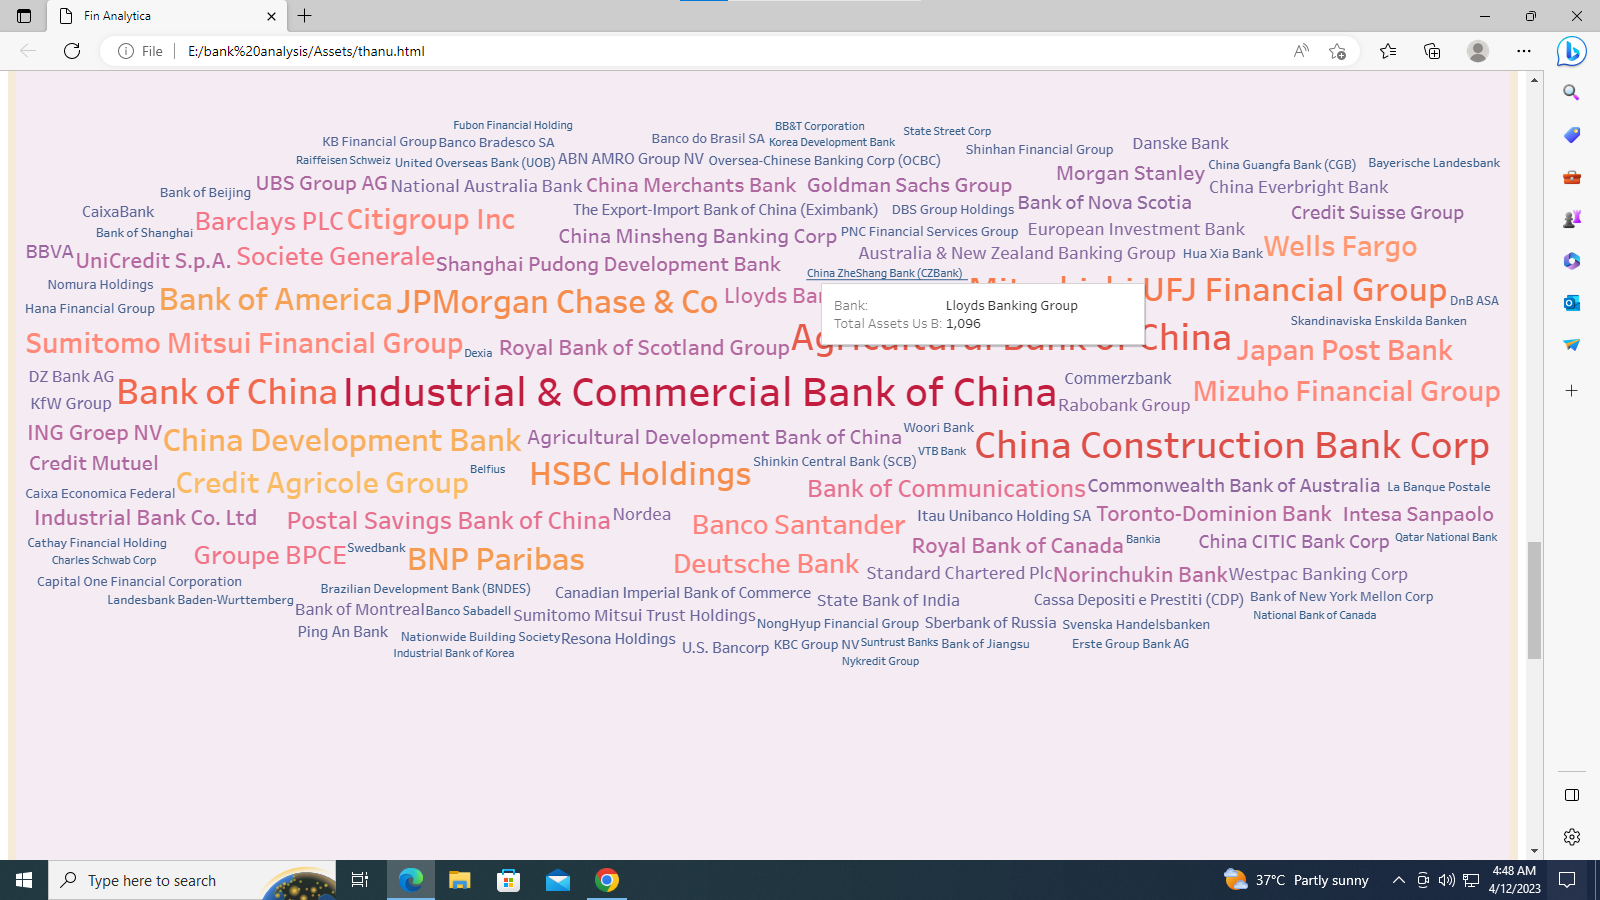 Fin Analytica
File
E:/bank%20analysis/Assets/thanu.html
Fubon Financial Holding
BB&T Corporation
State Street Corp
KB Financial Group
Banco Bradesco SA
Banco do Brasil SA
Korea Development Bank
Shinhan Financial Group
Danske Bank
Raiffeisen Schweiz
United Overseas Bank (UOB)
ABN AMRO Group NV
Oversea-Chinese Banking Corp (OCBC)
China Guangfa Bank (CGB)
Bayerische Landesbank
Bank of Beijing
UBS Group AG
National Australia Bank
China Merchants Bank
Goldman Sachs Group
Morgan Stanley
China Everbright Bank
CaixaBank
Barclays PLC
Citigroup Inc
The Export-Import Bank of China (Eximbank)
DBS Group Holdings
Bank of Nova Scotia
Credit Suisse Group
Bank of Shanghai
China Minsheng Banking Corp
PNC Financial Services Group
European Investment Bank
BBVA
UniCredit S.p.A.
Societe Generale
Shanghai Pudong Development Bank
Australia & New Zealand Banking Group
Hua Xia Bank
Wells Fargo
Nomura Holdings
China ZheShang Bank (CZBank)
Hana Financial Group
Bank of America
JPMorgan Chase & Co
Lloyds Ban
UFJ Financial Group
DnB ASA
Bank: Lloyds Banking Group
Total Assets Us B: 1,096
Skandinaviska Enskilda Banken
Sumitomo Mitsui Financial Group
Dexia
Royal Bank of Scotland Group
Agricultural Bank of China
Japan Post Bank
DZ Bank AG
Bank of China
Industrial & Commercial Bank of China
Commerzbank
Mizuho Financial Group
KfW Group
Rabobank Group
ING Groep NV
China Development Bank
Agricultural Development Bank of China
Woori Bank
China Construction Bank Corp
Credit Mutuel
Credit Agricole Group
Belfius
HSBC Holdings
Shinkin Central Bank (SCB)
VTB Bank
Caixa Economica Federal
Bank of Communications
Commonwealth Bank of Australia
La Banque Postale
Industrial Bank Co. Ltd
Postal Savings Bank of China
Nordea
Banco Santander
Itau Unibanco Holding SA
Toronto-Dominion Bank
Intesa Sanpaolo
Cathay Financial Holding
Groupe BPCE
Swedbank
BNP Paribas
Deutsche Bank
Royal Bank of Canada
Bankia
China CITIC Bank Corp
Qatar National Bank
Charles Schwab Corp
Capital One Financial Corporation
Brazilian Development Bank (BNDES)
Canadian Imperial Bank of Commerce
Standard Chartered Plc
Norinchukin Bank
Westpac Banking Corp
Landesbank Baden-Wurttemberg
Bank of Montreal
Banco Sabadell
Sumitomo Mitsui Trust Holdings
State Bank of India
Cassa Depositi e Prestiti (CDP)
Bank of New York Mellon Corp
Ping An Bank
Nationwide Building Society
Resona Holdings
NongHyup Financial Group
Sberbank of Russia
Svenska Handelsbanken
National Bank of Canada
Industrial Bank of Korea
U.S. Bancorp
KBC Group NV
Suntrust Banks
Bank of Jiangsu
Erste Group Bank AG
Nykredit Group
Type here to search
37°C Partly sunny
4:48 AM
4/12/2023